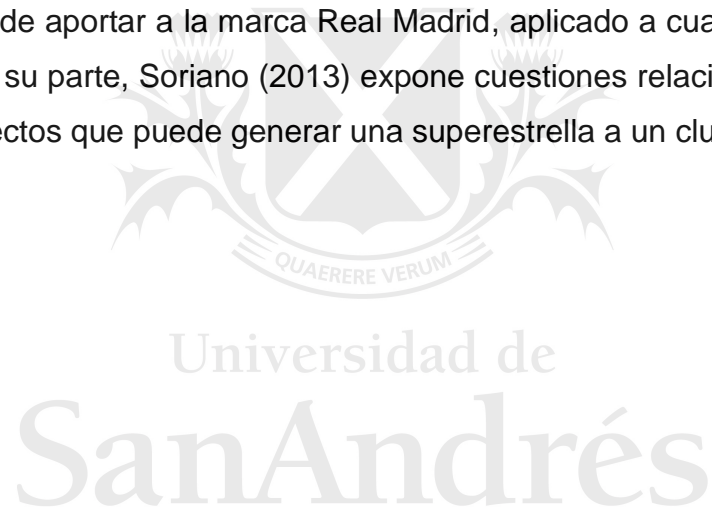 de aportar a la marca Real Madrid, aplicado a cua
su parte, Soriano (2013) expone cuestiones relaci
ctos que puede generar una superestrella a un clu
QUAERERE VERUM
Universidad de
SanAndrés